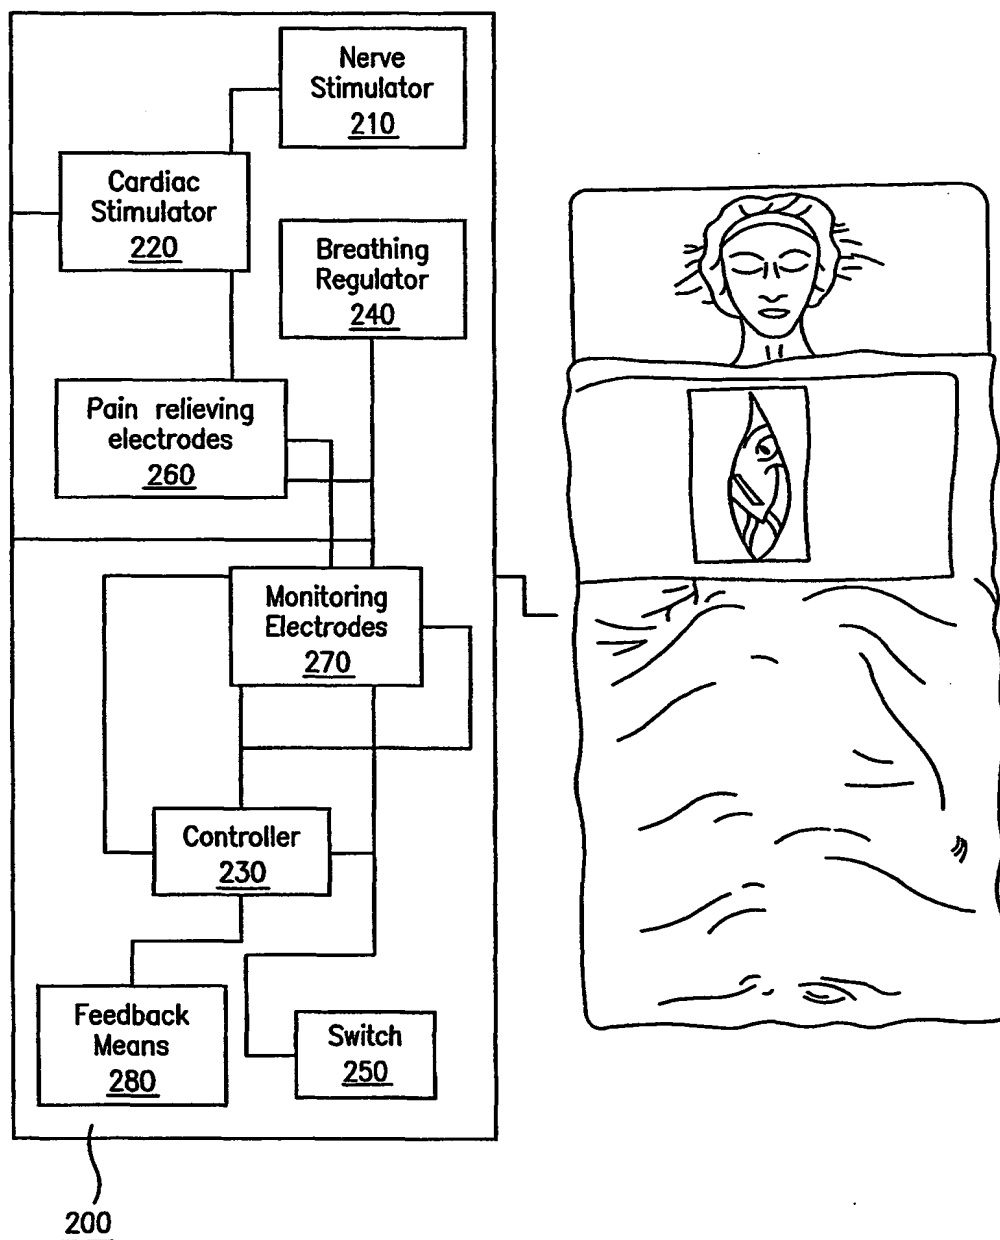 Nerve
Stimulator
210
Cardiac
Stimulator
220
Breathing
Regulator
240
Pain relieving
electrodes
260
Monitoring
Electrodes
270
Controller
230
Feedback
Means
280
Switch
250
200